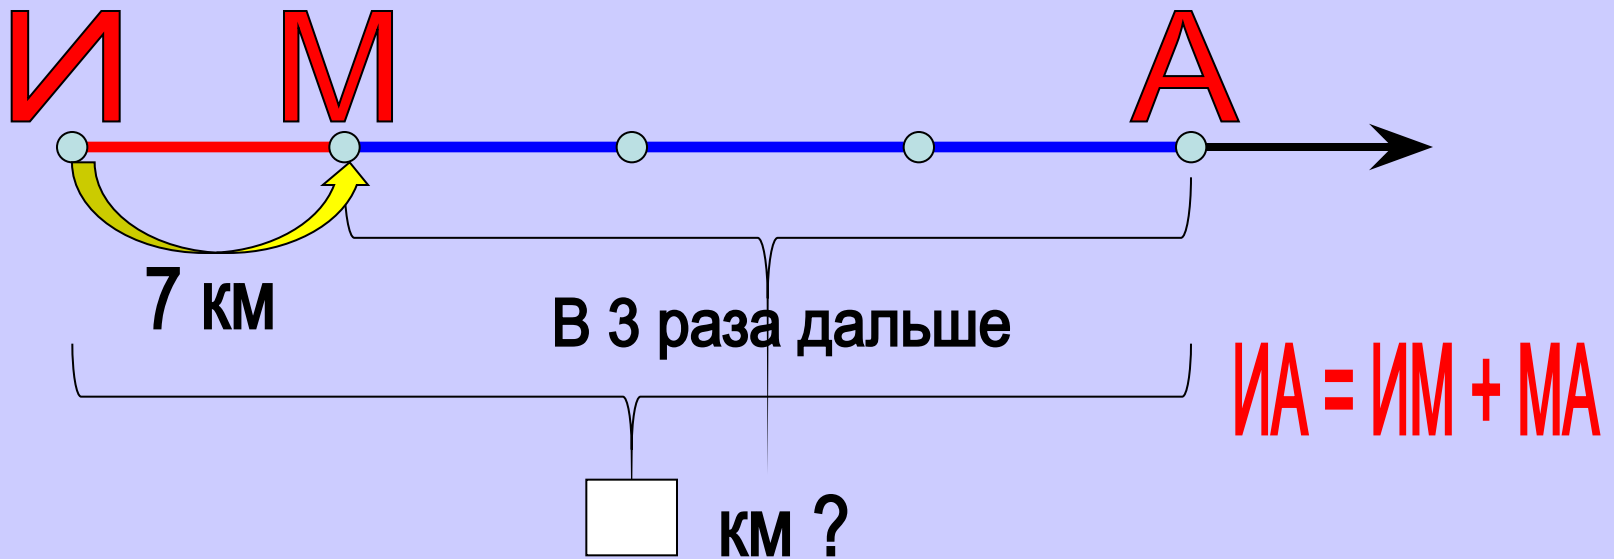 И М А
7 км
В 3 раза дальше
ИА = ИМ + МА
км ?